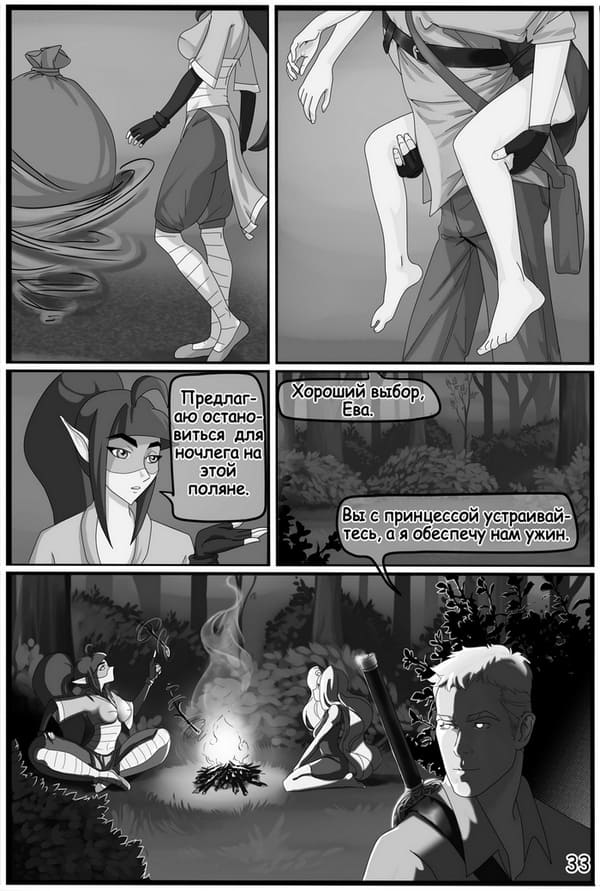 Предлаг-
аю остано-
виться для
ночлега на
этой
поляне.
Хороший выбор,
Ева.
Вы с принцессой устраивай-
тесь, а я обеспечу нам ужин.
33